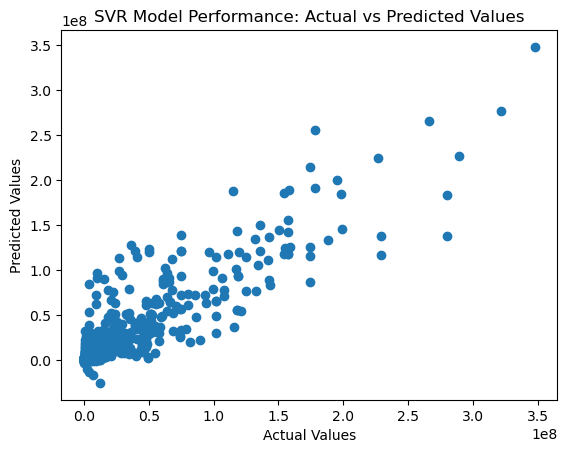 SVR Model Performance: Actual vs Predicted Values
1e8
3.5
3.0
2.5
2.0
1.5
1.0
0.5
0.0
Predicted Values
0.0 0.5 1.0 1.5 2.0 2.5 3.0 3.5
1e8
Actual Values